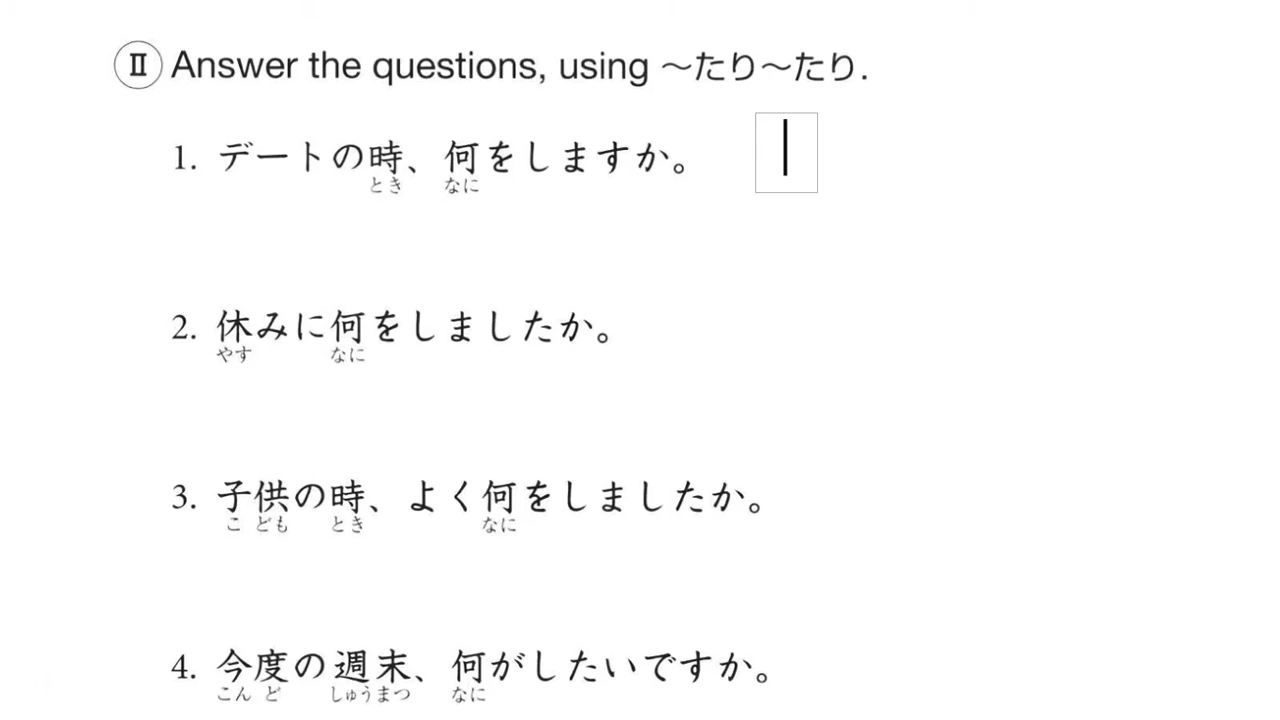 Ⅱ Answer the questions, using ～たり～たり.
1. デートの時、何をしますか。
とき なに
2. 休みに何をしましたか。
やす なに
3. 子供の時、よく何をしましたか。
こ ども とき なに
4. 今度の週末、何がしたいですか。
こん ど しゅうまつ なに